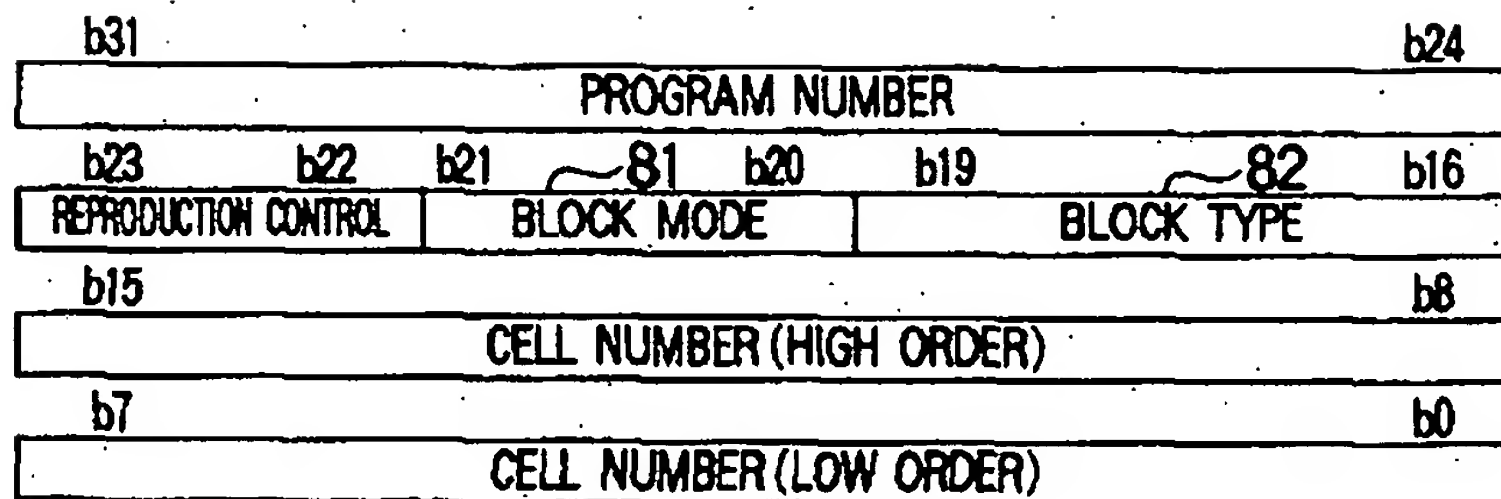 b31 b24
PROGRAM NUMBER
b23 b22 b21 81 b20 b19 82 b16
REPRODUCTION CONTROL BLOCK MODE BLOCK TYPE
b15 b8
CELL NUMBER (HIGH ORDER)
b7 b0
CELL NUMBER (LOW ORDER)